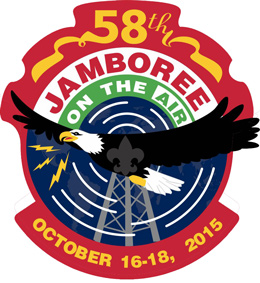 58th
JAMBOREE
ON THE AIR
OCTOBER 16-18, 2015